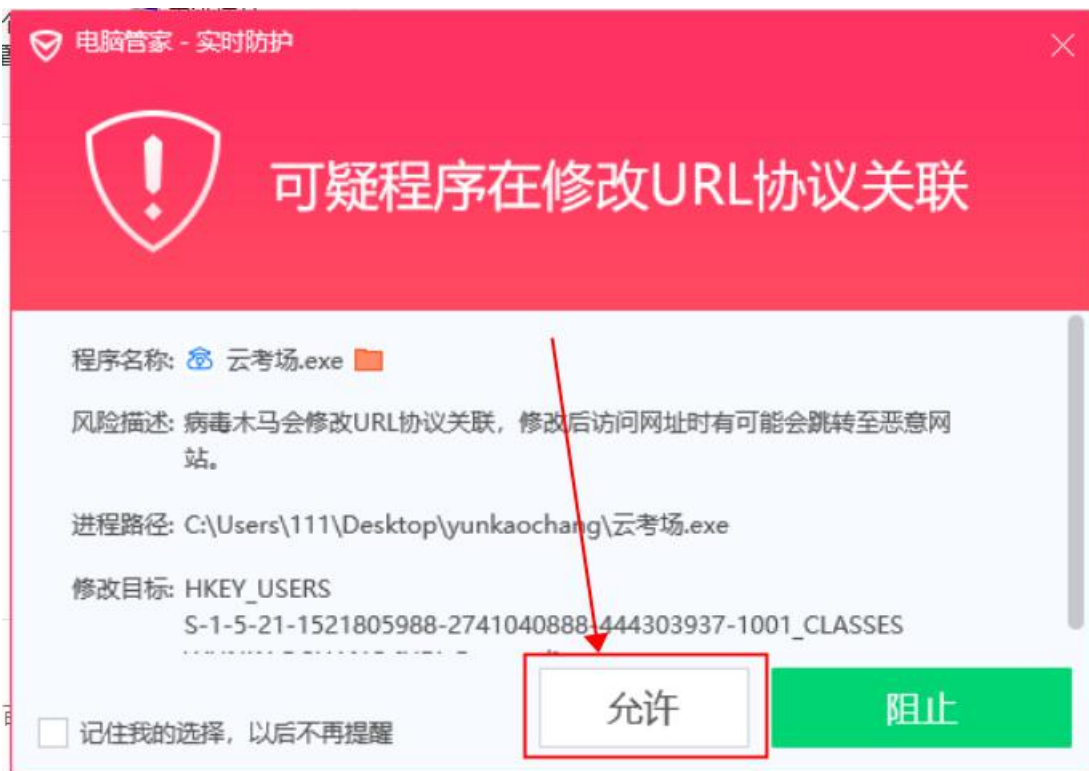 电脑管家 - 实时防护
可疑程序在修改URL协议关联
程序名称: 云考场.exe
风险描述: 病毒木马会修改URL协议关联，修改后访问网址时有可能会跳转至恶意网
站。
进程路径: C:\Users\111\Desktop\yunkaochang\云考场.exe
修改目标: HKEY_USERS
S-1-5-21-1521805988-2741040888-444303937-1001_CLASSES
记住我的选择，以后不再提醒
允许
阻止